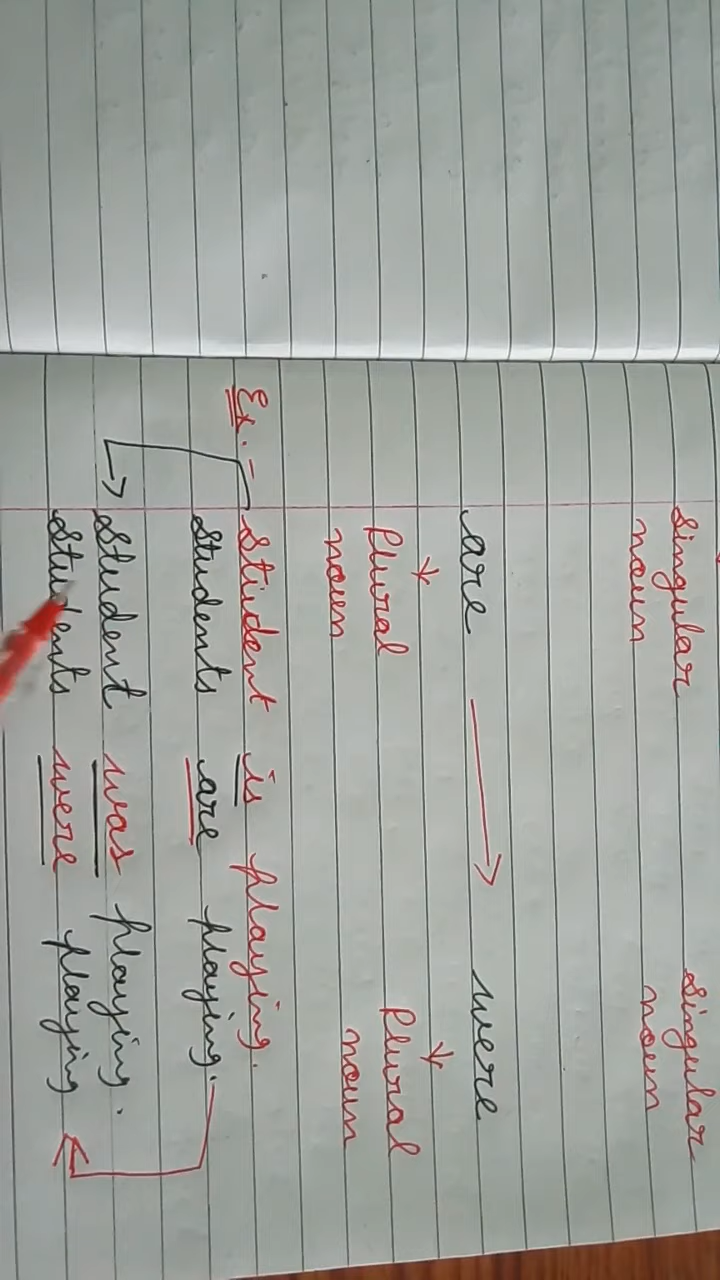 singular singular
noun noun
are → were
↓ ↓
Plural Plural
noun noun
Ex. - Student is playing.
Students are playing.
→ Student was playing.
Students were playing